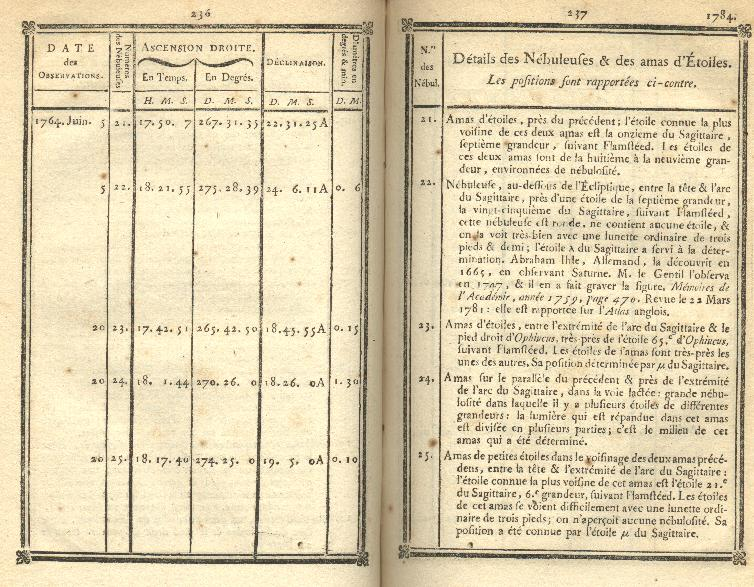 236
DATE
des
OBSERVATIONS.
Numéros
des Nébuleuses
ASCENSION DROITE.
En Temps. En Degrés.
DÉCLINAISON.
Diametres en
degrés & min.
H. M. S. D. M. S. D. M. S. D. M.
1764. Juin. 5 21. 17. 50. 7 267. 31. 35 22. 31. 25 A
5 22. 18. 21. 55 275. 28. 39 24. 6. 11 A 0. 6
20 23. 17. 42. 51 265. 42. 50 18. 45. 55 A 0. 15
20 24. 18. 1. 44 270. 26. 0 18. 26. 0 A 1. 30
20 25. 18. 17. 40 274. 25. 0 19. 5. 0 A 0. 10
237 1784.
N.os
des
Nébul.
Détails des Nébuleuſes & des amas d'Étoiles.
Les poſitions ſont rapportées ci-contre.
21. Amas d'étoiles, près du précédent; l'étoile connue la plus
voiſine de ces deux amas eſt la onzieme du Sagittaire,
ſeptième grandeur, ſuivant Flamſtéed. Les étoiles de
ces deux amas ſont de la huitième à la neuvième gran-
deur, environnées de nébuloſité.
22. Nébuleuſe, au-deſſous de l'Écliptique, entre la tête & l'arc
du Sagittaire, près d'une étoile de la ſeptième grandeur,
la vingt-cinquième du Sagittaire, ſuivant Flamſtéed,
cette nébuleuſe eſt ronde, ne contient aucune étoile, &
on la voit très-bien avec une lunette ordinaire de trois
pieds & demi; l'étoile λ du Sagittaire a ſervi à la déter-
mination. Abraham Ihle, Allemand, la découvrit en
1665, en obſervant Saturne. M. le Gentil l'obſerva
en 1747, & il en a fait graver la figure. Mémoires de
l'Académie, année 1759, page 470. Revue le 22 Mars
1781: elle eſt rapportée ſur l'Atlas anglois.
23. Amas d'étoiles, entre l'extrémité de l'arc du Sagittaire & le
pied droit d'Ophiucus, très-près de l'étoile 65.e d'Ophiucus,
ſuivant Flamſtéed. Les étoiles de l'amas ſont très-près les
unes des autres. Sa poſition déterminée par μ du Sagittaire.
24. Amas ſur le parallèle du précédent & près de l'extrémité
de l'arc du Sagittaire, dans la voie lactée: grande nébu-
loſité dans laquelle il y a pluſieurs étoiles de différentes
grandeurs: la lumière qui eſt répandue dans cet amas
eſt diviſée en pluſieurs parties; c'eſt le milieu de cet
amas qui a été déterminé.
25. Amas de petites étoiles dans le voiſinage des deux amas précé-
dens, entre la tête & l'extrémité de l'arc du Sagittaire:
l'étoile connue la plus voiſine de cet amas eſt l'étoile 21.e
du Sagittaire, 6.e grandeur, ſuivant Flamſtéed. Les étoiles
de cet amas ſe voient difficilement avec une lunette ordi-
naire de trois pieds; on n'aperçoit aucune nébuloſité. Sa
poſition a été connue par l'étoile μ du Sagittaire.